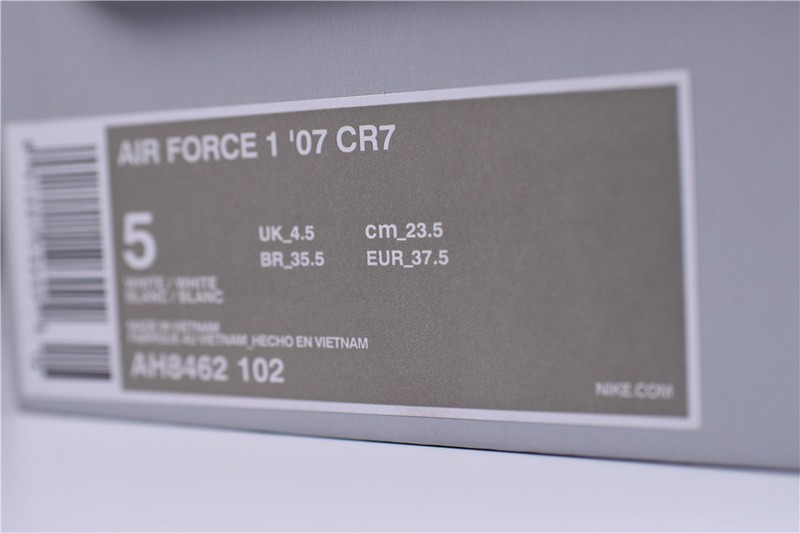 AIR FORCE 1 '07 CR7
5
UK_4.5 cm_23.5
BR_35.5 EUR_37.5
WHITE / WHITE
BLANC / BLANC
MADE IN VIETNAM
FABRIQUE AU VIETNAM_HECHO EN VIETNAM
AH8462 102
NIKE.COM